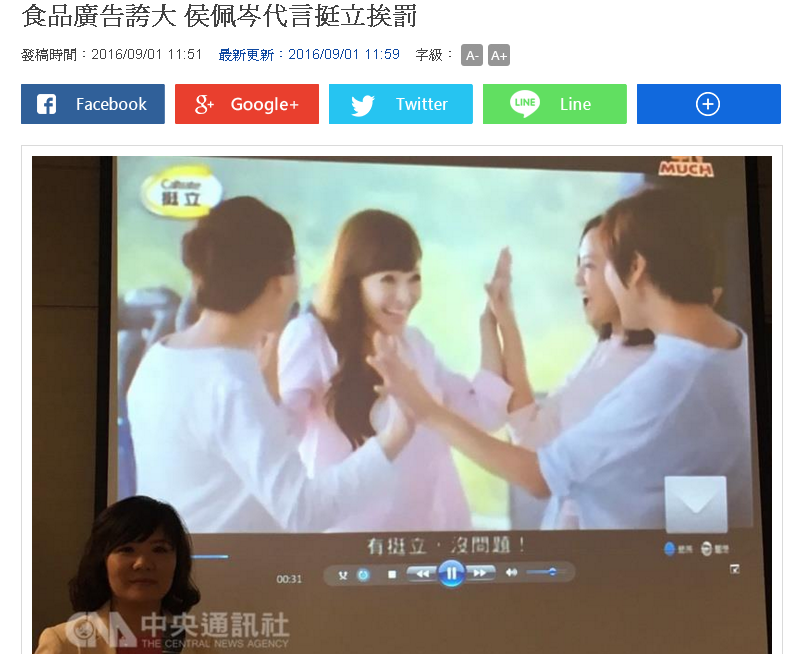 食品廣告誇大 侯佩岑代言挺立挨罰
發稿時間：2016/09/01 11:51 最新更新：2016/09/01 11:59 字級： A- A+
Facebook
Google+
Twitter
LINE Line
MUCH
Caltrate
挺立
有挺立，沒問題！
00:31
CNA 中央通訊社
THE CENTRAL NEWS AGENCY